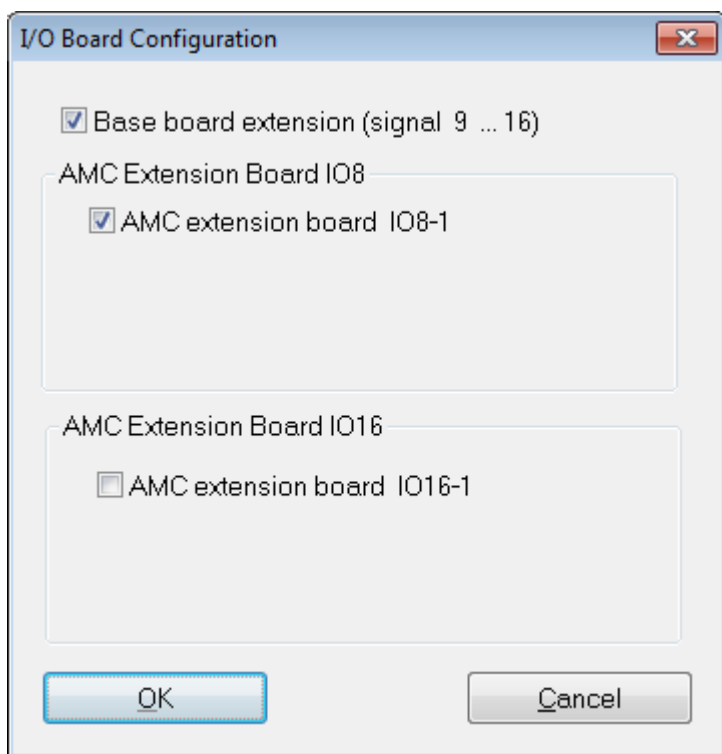 I/O Board Configuration
Base board extension (signal 9 ... 16)
AMC Extension Board IO8
AMC extension board IO8-1
AMC Extension Board IO16
AMC extension board IO16-1
OK
Cancel